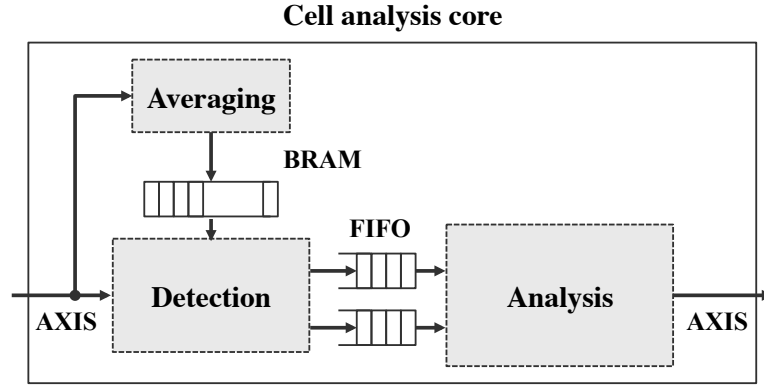 Cell analysis core
Averaging
BRAM
FIFO
Detection
Analysis
AXIS
AXIS